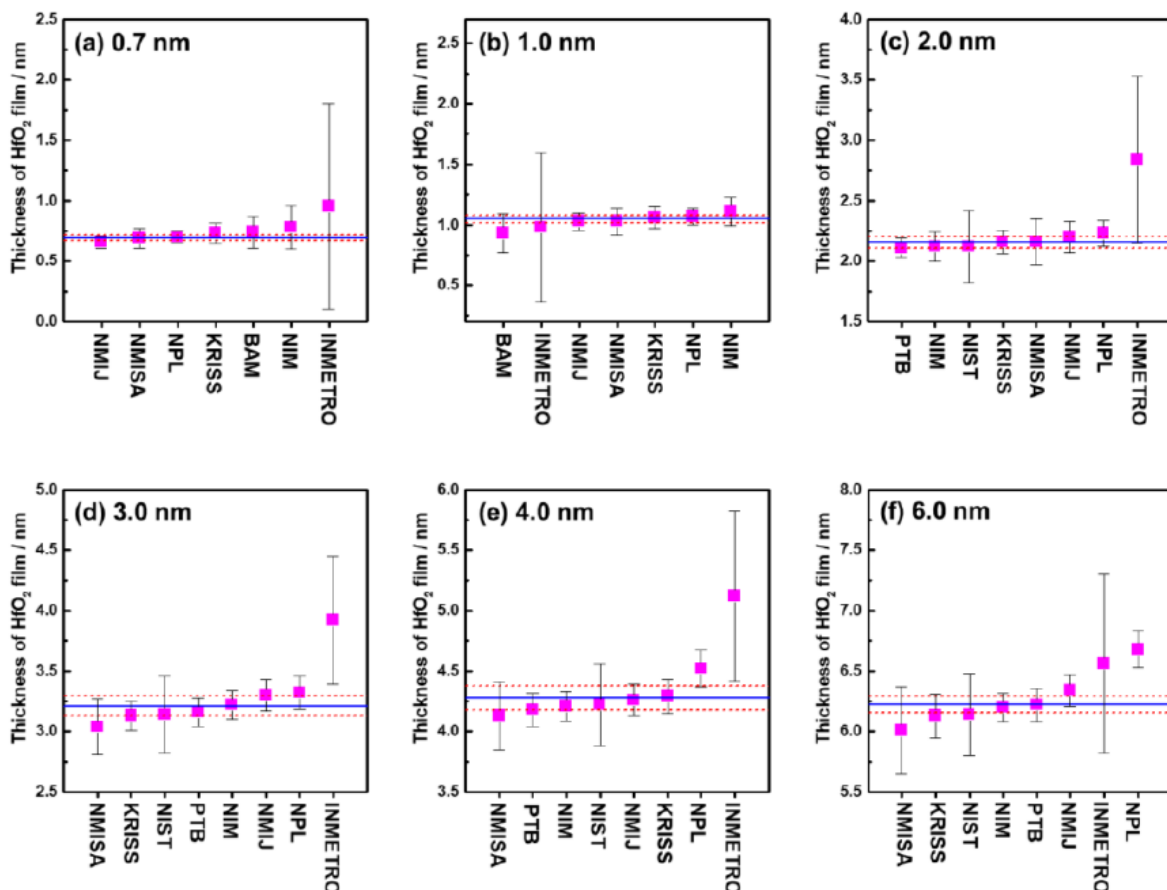 (a) 0.7 nm
Thickness of HfO2 film / nm
2.5
2.0
1.5
1.0
0.5
0.0
NMIJ
NMISA
NPL
KRISS
BAM
NIM
INMETRO
(b) 1.0 nm
Thickness of HfO2 film / nm
2.5
2.0
1.5
1.0
0.5
BAM
INMETRO
NMIJ
NMISA
KRISS
NPL
NIM
(c) 2.0 nm
Thickness of HfO2 film / nm
4.0
3.5
3.0
2.5
2.0
1.5
PTB
NIM
NIST
KRISS
NMISA
NMIJ
NPL
INMETRO
(d) 3.0 nm
Thickness of HfO2 film / nm
5.0
4.5
4.0
3.5
3.0
2.5
NMISA
KRISS
NIST
PTB
NIM
NMIJ
NPL
INMETRO
(e) 4.0 nm
Thickness of HfO2 film / nm
6.0
5.5
5.0
4.5
4.0
3.5
NMISA
PTB
NIM
NIST
NMIJ
KRISS
NPL
INMETRO
(f) 6.0 nm
Thickness of HfO2 film / nm
8.0
7.5
7.0
6.5
6.0
5.5
NMISA
KRISS
NIST
NIM
PTB
NMIJ
INMETRO
NPL